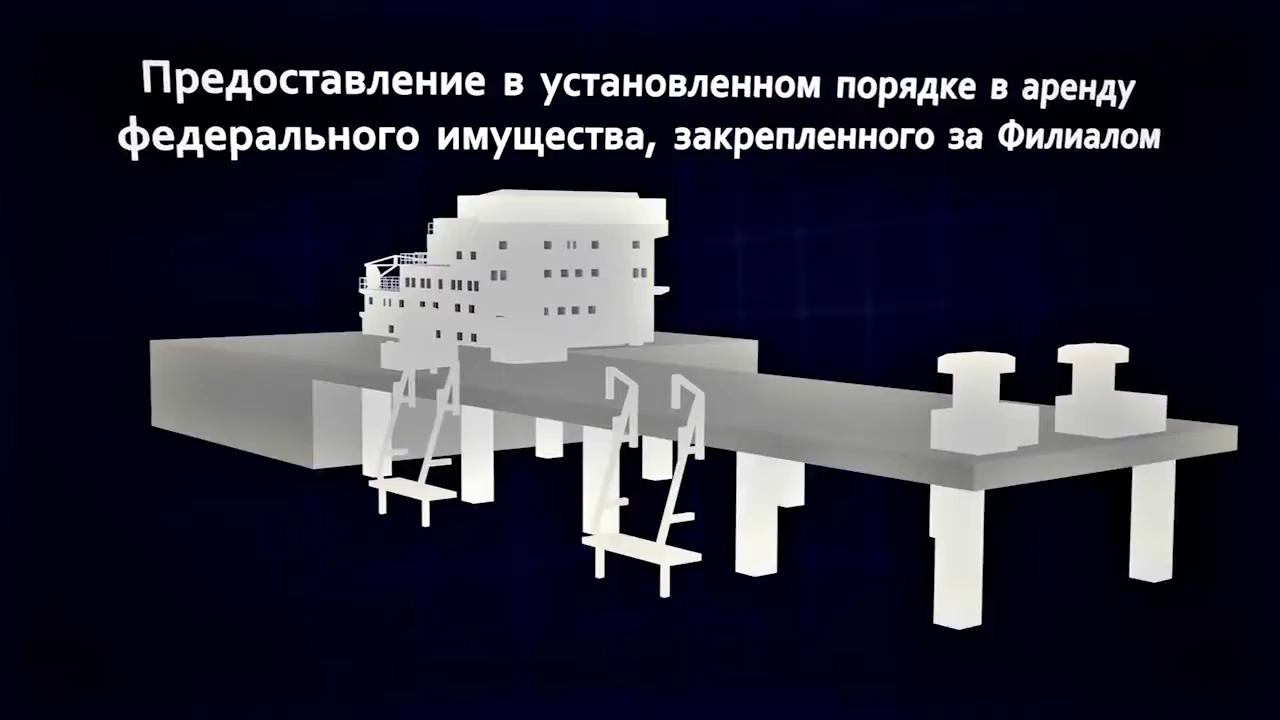 Предоставление в установленном порядке в аренду
федерального имущества, закрепленного за Филиалом